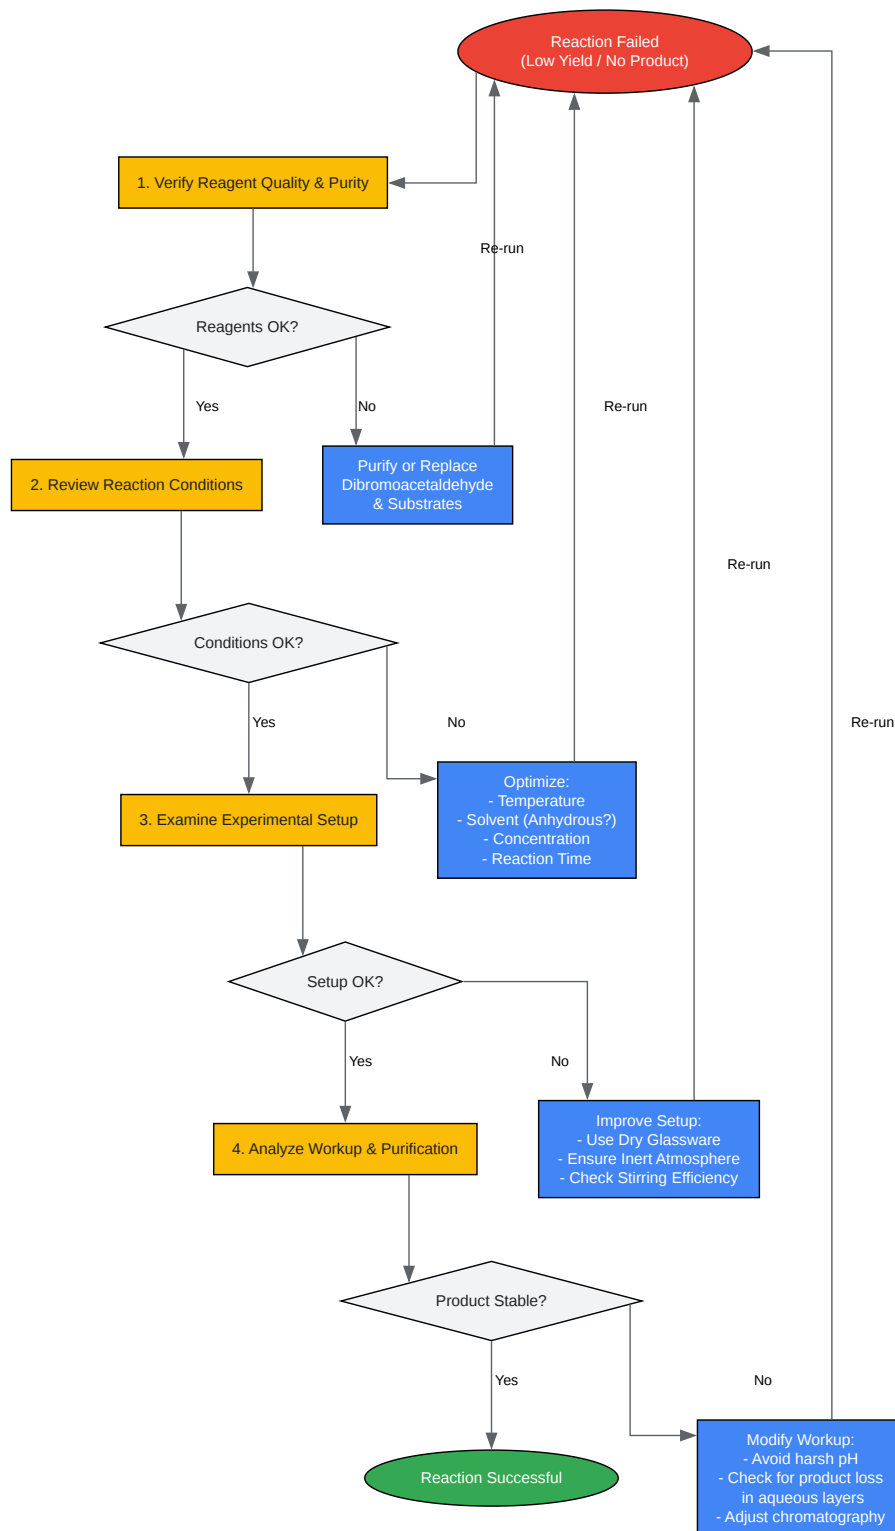 Reaction Failed
(Low Yield / No Product)
1. Verify Reagent Quality & Purity
Re-run
Reagents OK?
Yes
No
Re-run
2. Review Reaction Conditions
Purify or Replace
Dibromoacetaldehyde
& Substrates
Re-run
Conditions OK?
Yes
No
Re-run
Optimize:
- Temperature
- Solvent (Anhydrous?)
- Concentration
- Reaction Time
3. Examine Experimental Setup
Setup OK?
Yes
No
Improve Setup:
- Use Dry Glassware
- Ensure Inert Atmosphere
- Check Stirring Efficiency
4. Analyze Workup & Purification
Product Stable?
Yes
No
Modify Workup:
- Avoid harsh pH
- Check for product loss
in aqueous layers
- Adjust chromatography
Reaction Successful